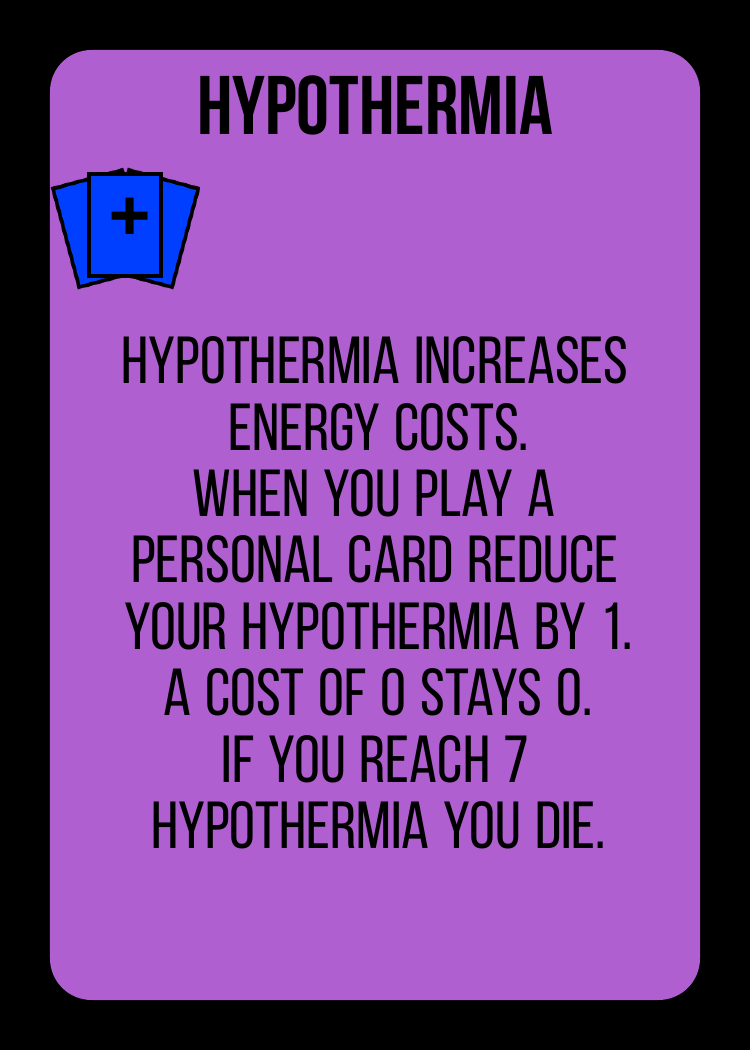 HYPOTHERMIA
+
HYPOTHERMIA INCREASES
ENERGY COSTS.
WHEN YOU PLAY A
PERSONAL CARD REDUCE
YOUR HYPOTHERMIA BY 1.
A COST OF 0 STAYS 0.
IF YOU REACH 7
HYPOTHERMIA YOU DIE.